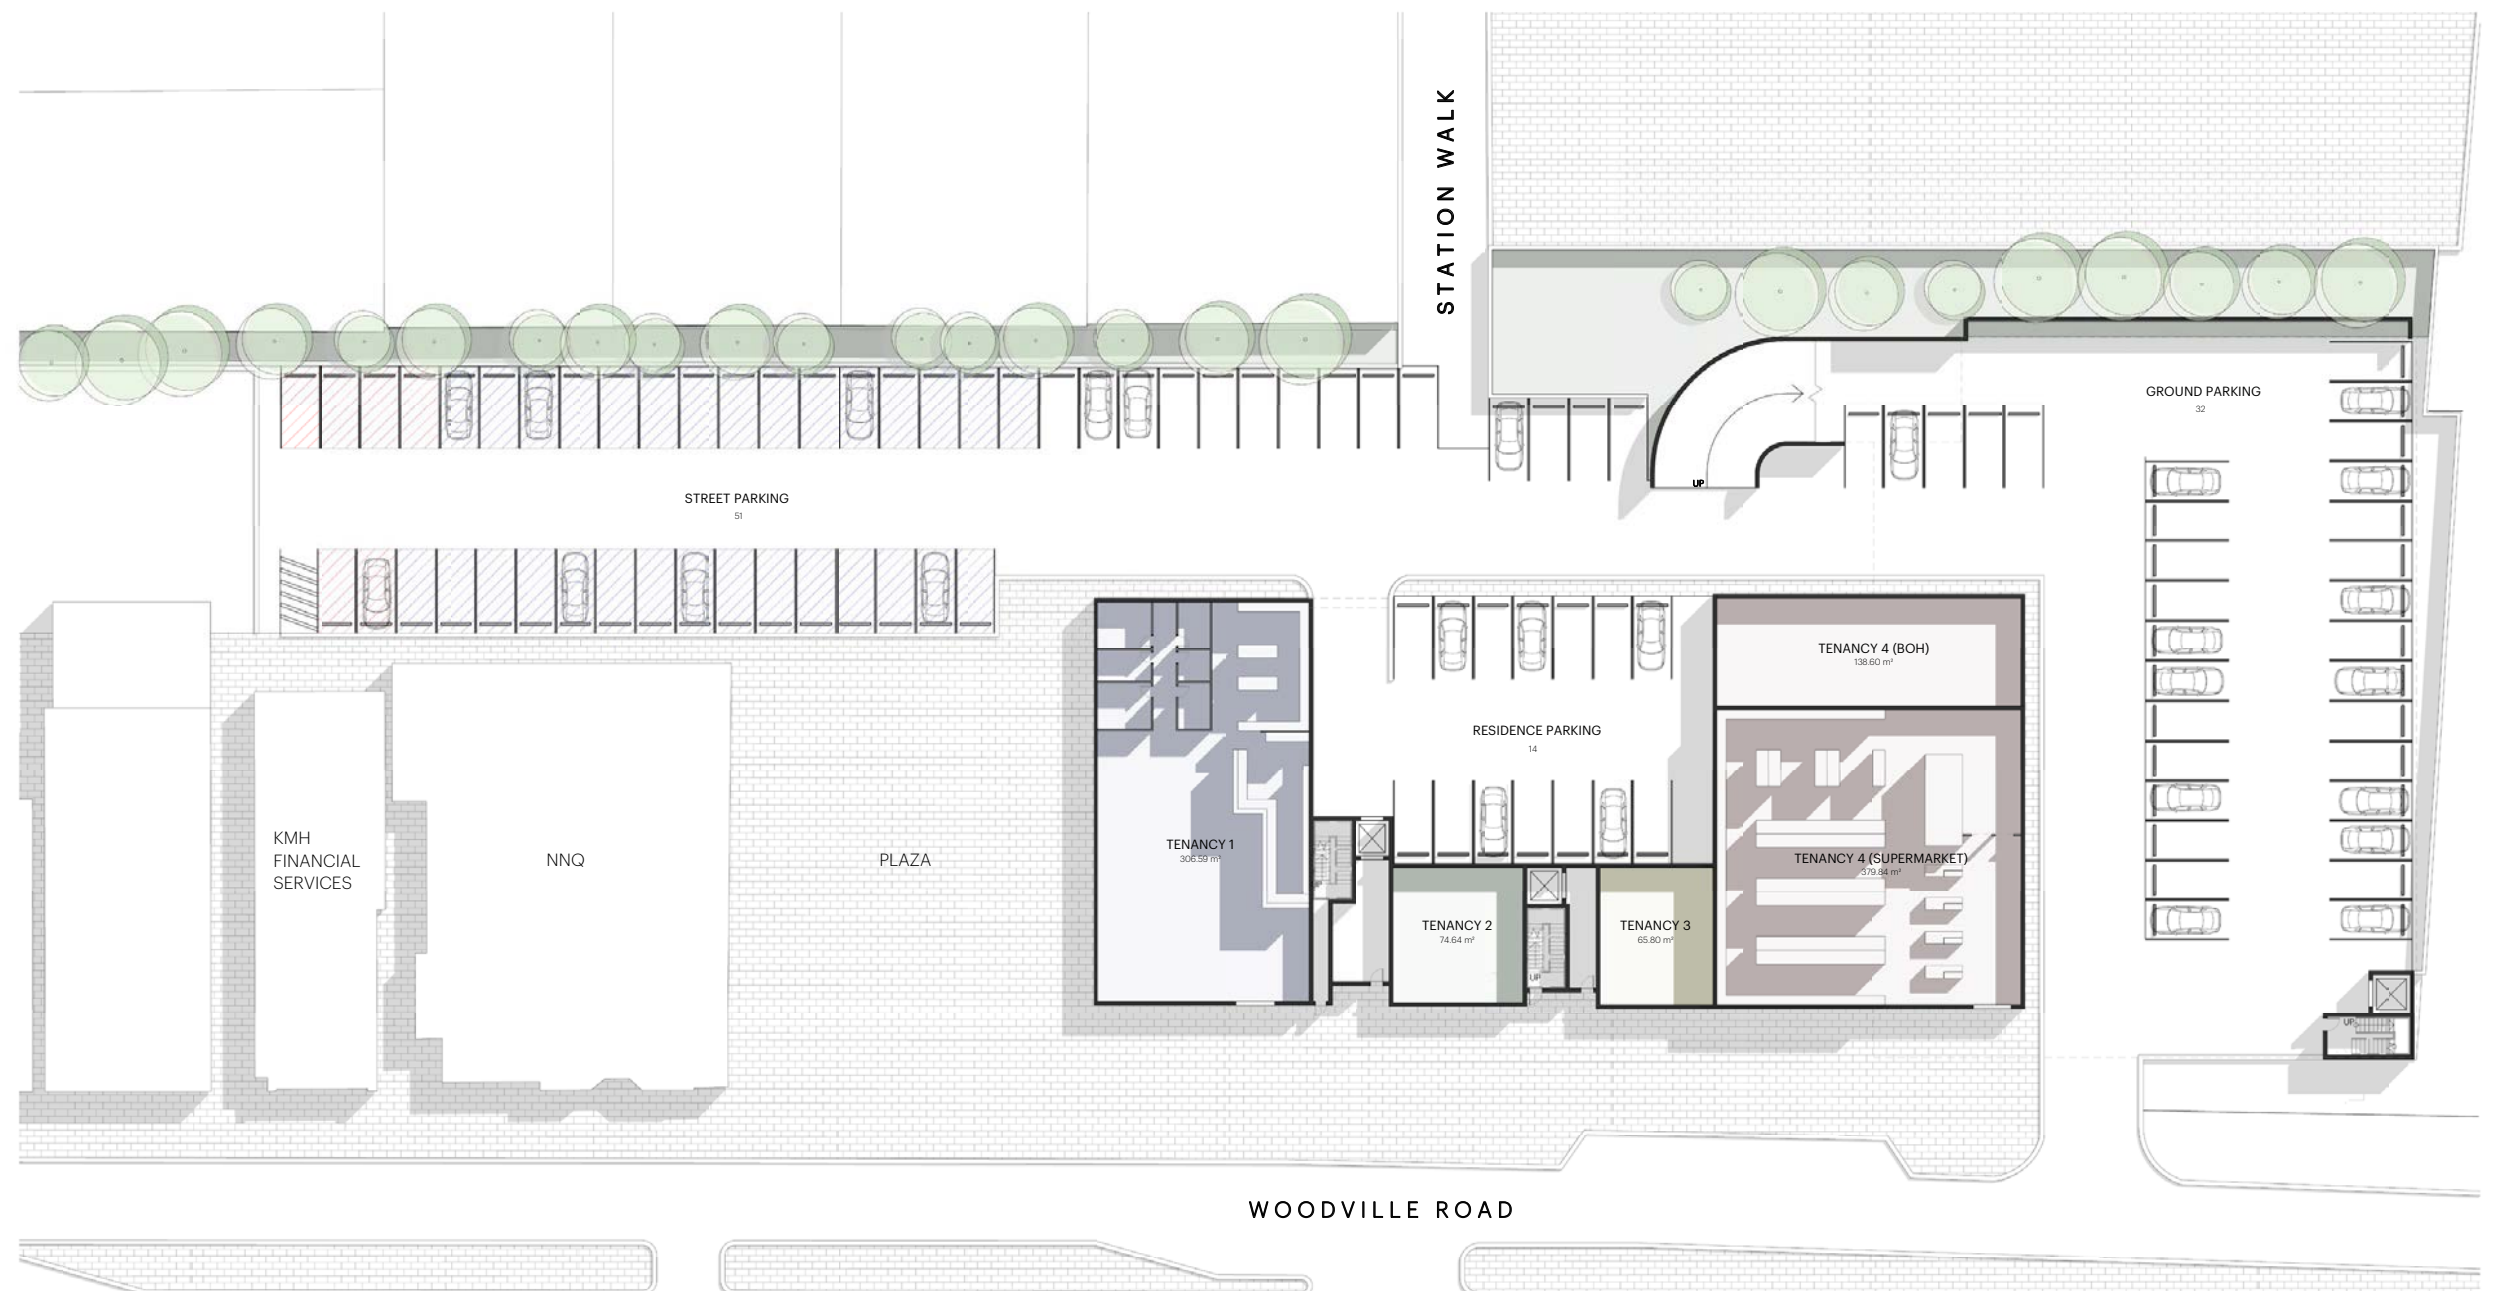 STATION WALK
GROUND PARKING
32
UP
STREET PARKING
51
TENANCY 4 (BOH)
138.60 m²
RESIDENCE PARKING
14
KMH
FINANCIAL
SERVICES
NNQ
PLAZA
TENANCY 1
306.59 m²
TENANCY 4 (SUPERMARKET)
379.84 m²
TENANCY 2
74.64 m²
TENANCY 3
65.80 m²
UP
UP
WOODVILLE ROAD